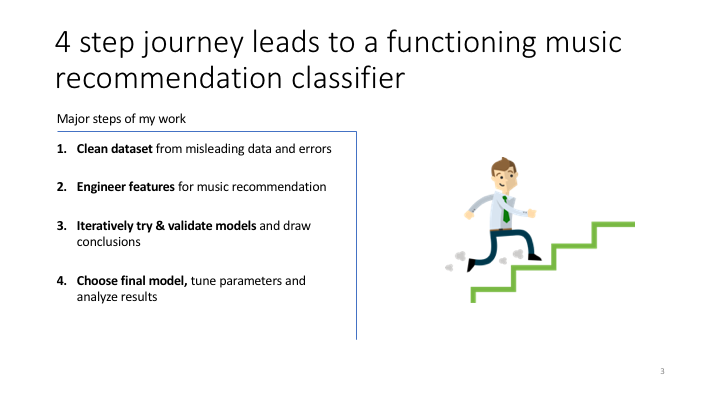 4 step journey leads to a functioning music
recommendation classifier
Major steps of my work
1. Clean dataset from misleading data and errors
2. Engineer features for music recommendation
3. Iteratively try & validate models and draw
conclusions
4. Choose final model, tune parameters and
analyze results
3